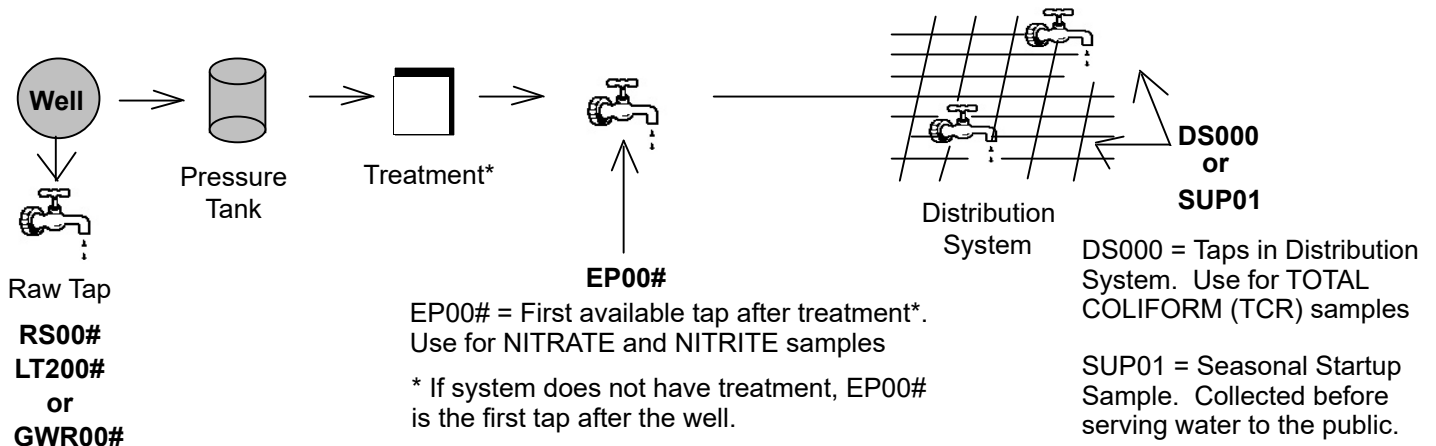 Well
Pressure
Tank
Treatment*
Raw Tap
RS00#
LT200#
or
GWR00#
EP00#
EP00# = First available tap after treatment*.
Use for NITRATE and NITRITE samples
* If system does not have treatment, EP00#
is the first tap after the well.
Distribution
System
DS000
or
SUP01
DS000 = Taps in Distribution
System. Use for TOTAL
COLIFORM (TCR) samples
SUP01 = Seasonal Startup
Sample. Collected before
serving water to the public.